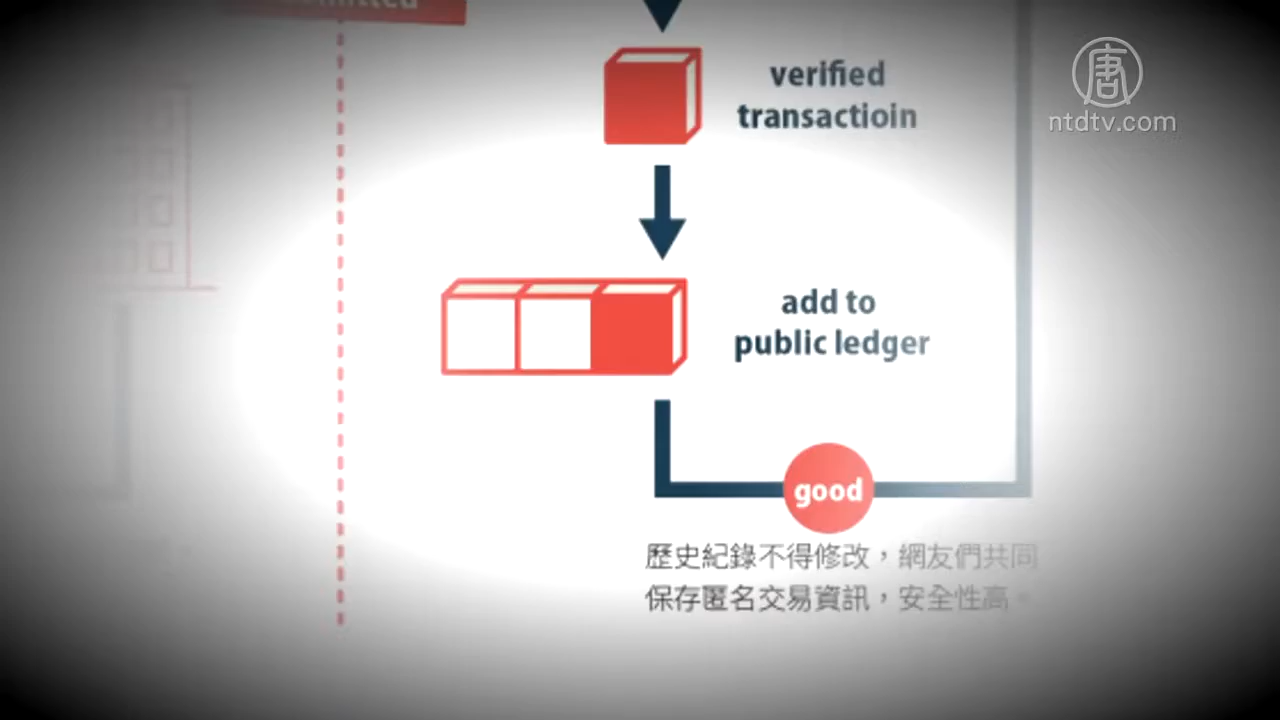 verified
transactioin
唐
ntdtv.com
add to
public ledger
good
歷史紀錄不得修改，網友們共同
保存匿名交易資訊，安全性高。